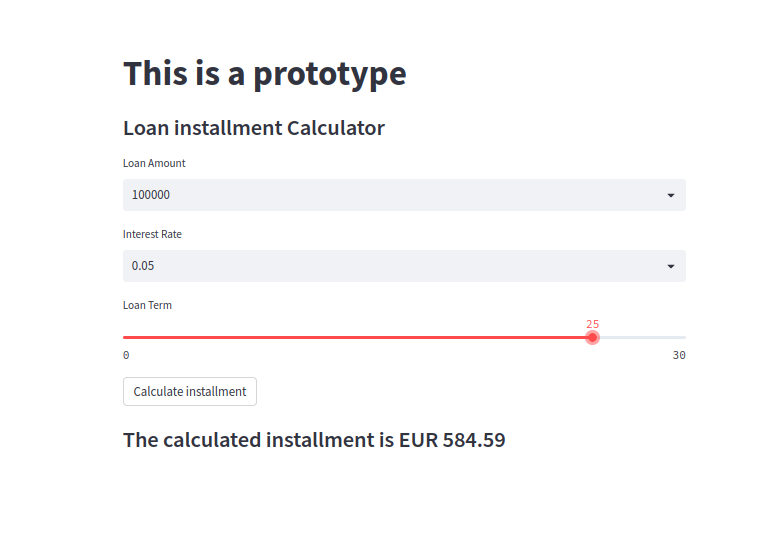 This is a prototype
Loan installment Calculator
Loan Amount
100000
Interest Rate
0.05
Loan Term
25
0 30
Calculate installment
The calculated installment is EUR 584.59